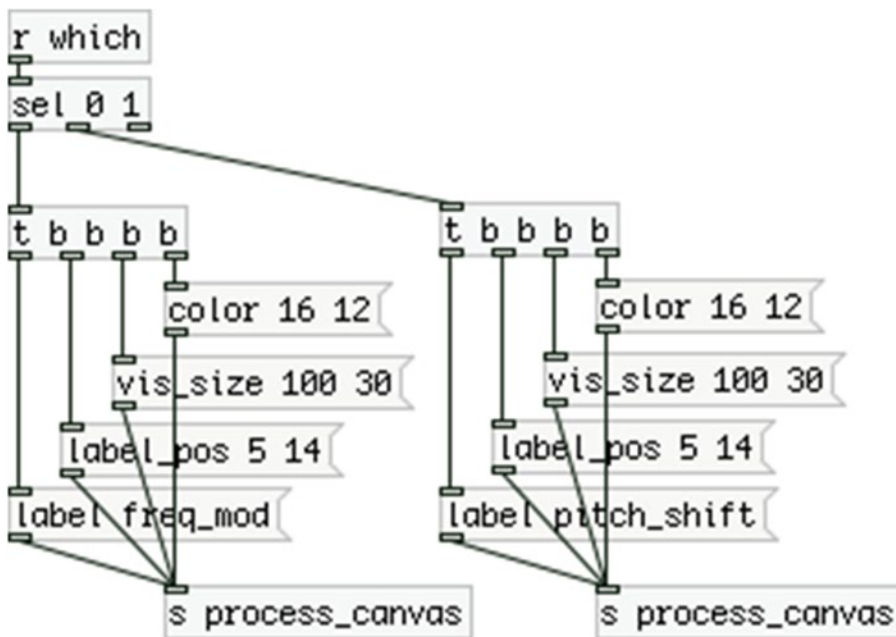 r which
sel 0 1
t b b b b
color 16 12
vis_size 100 30
label_pos 5 14
label freq_mod
s process_canvas
t b b b b
color 16 12
vis_size 100 30
label_pos 5 14
label pitch_shift
s process_canvas